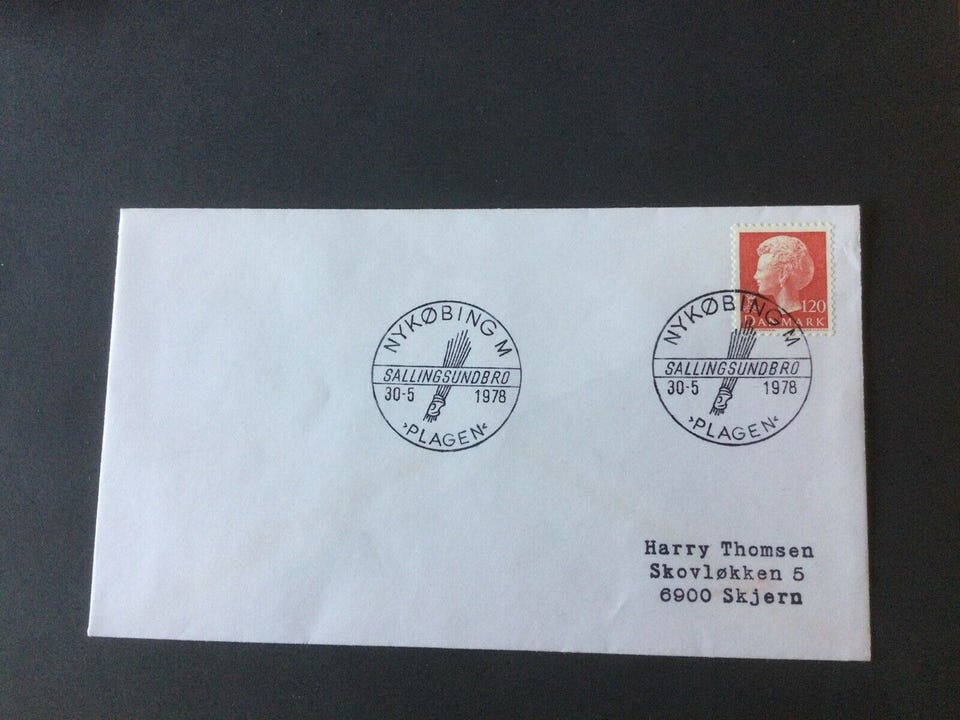 NYKØBING M
SALLINGSUNDBRO
30-5 1978
›PLAGEN‹
120
DANMARK
NYKØBING M
SALLINGSUNDBRO
30-5 1978
›PLAGEN‹
Harry Thomsen
Skovløkken 5
6900 Skjern